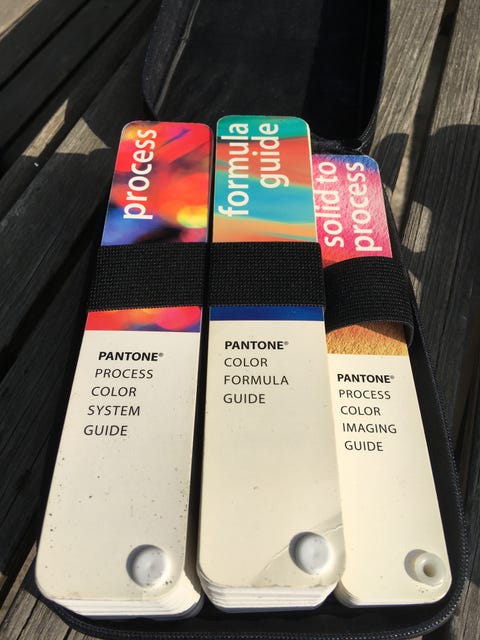 process
formula
guide
solid to
process
PANTONE®
PROCESS
COLOR
SYSTEM
GUIDE
PANTONE®
COLOR
FORMULA
GUIDE
PANTONE®
PROCESS
COLOR
IMAGING
GUIDE